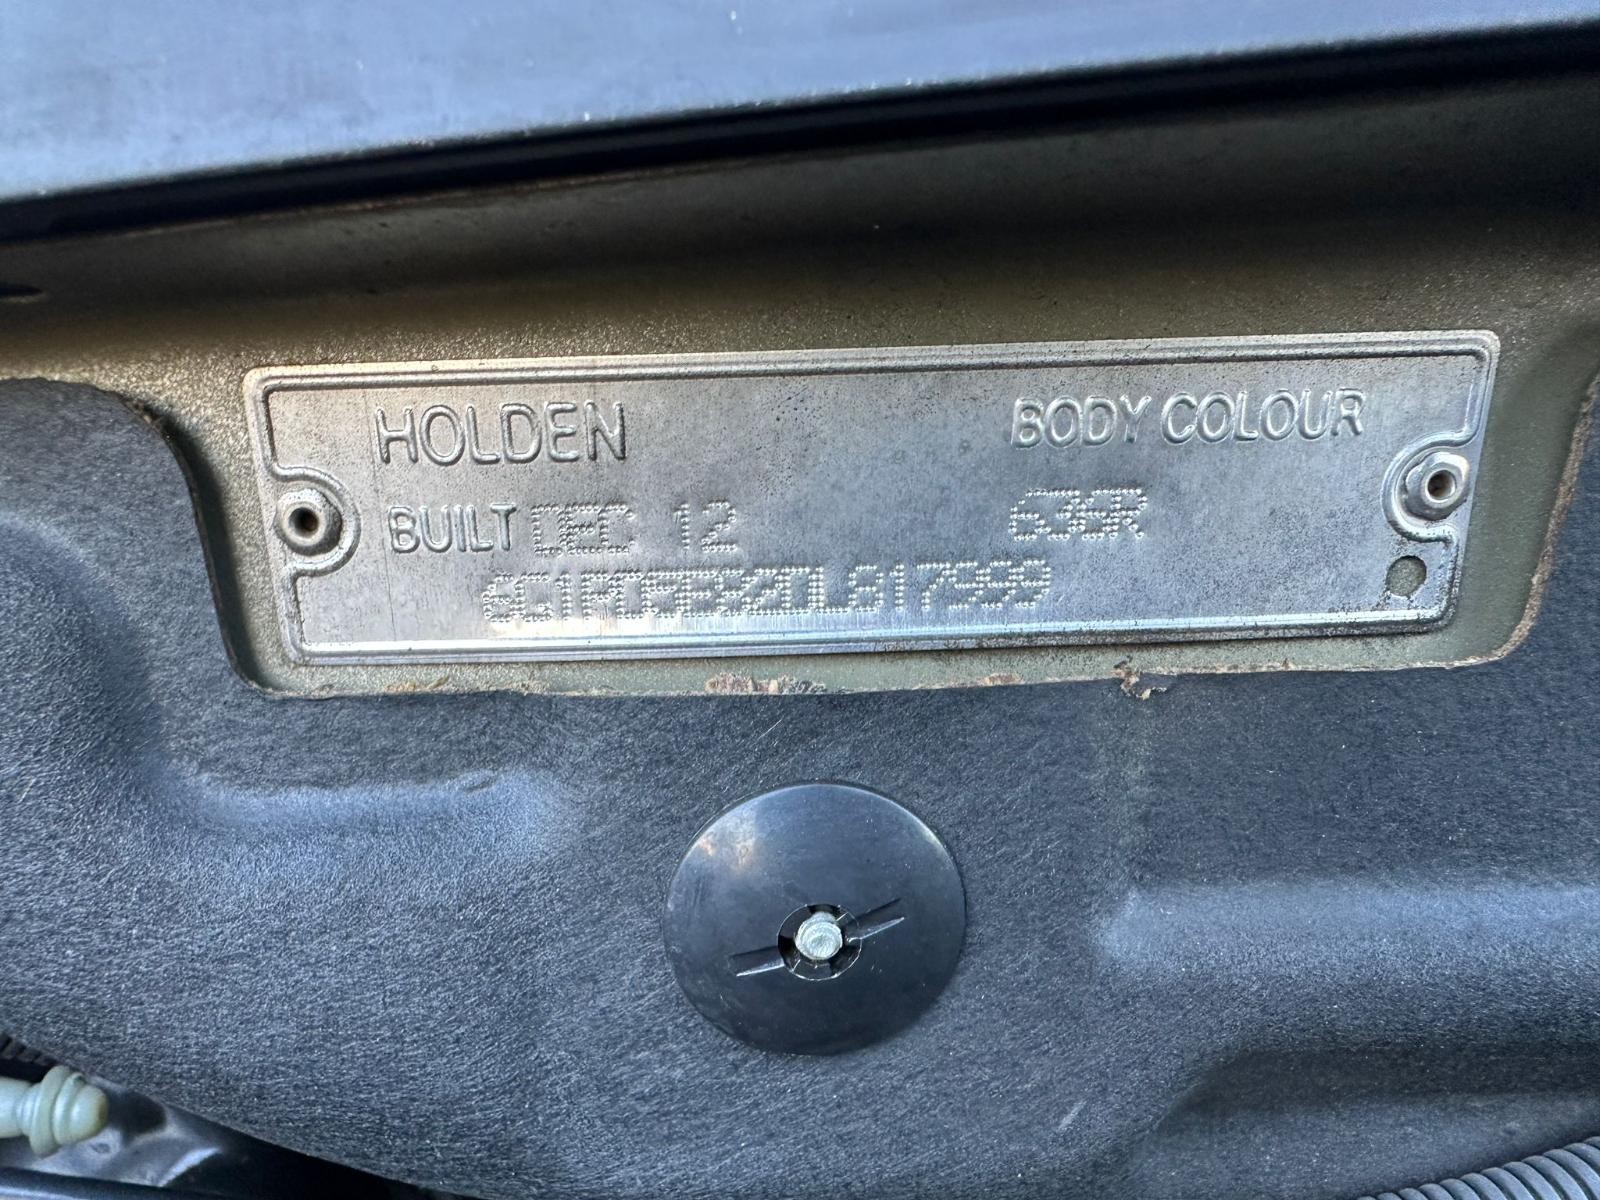 HOLDEN
BODY COLOUR
BUILT DEC 12
636R